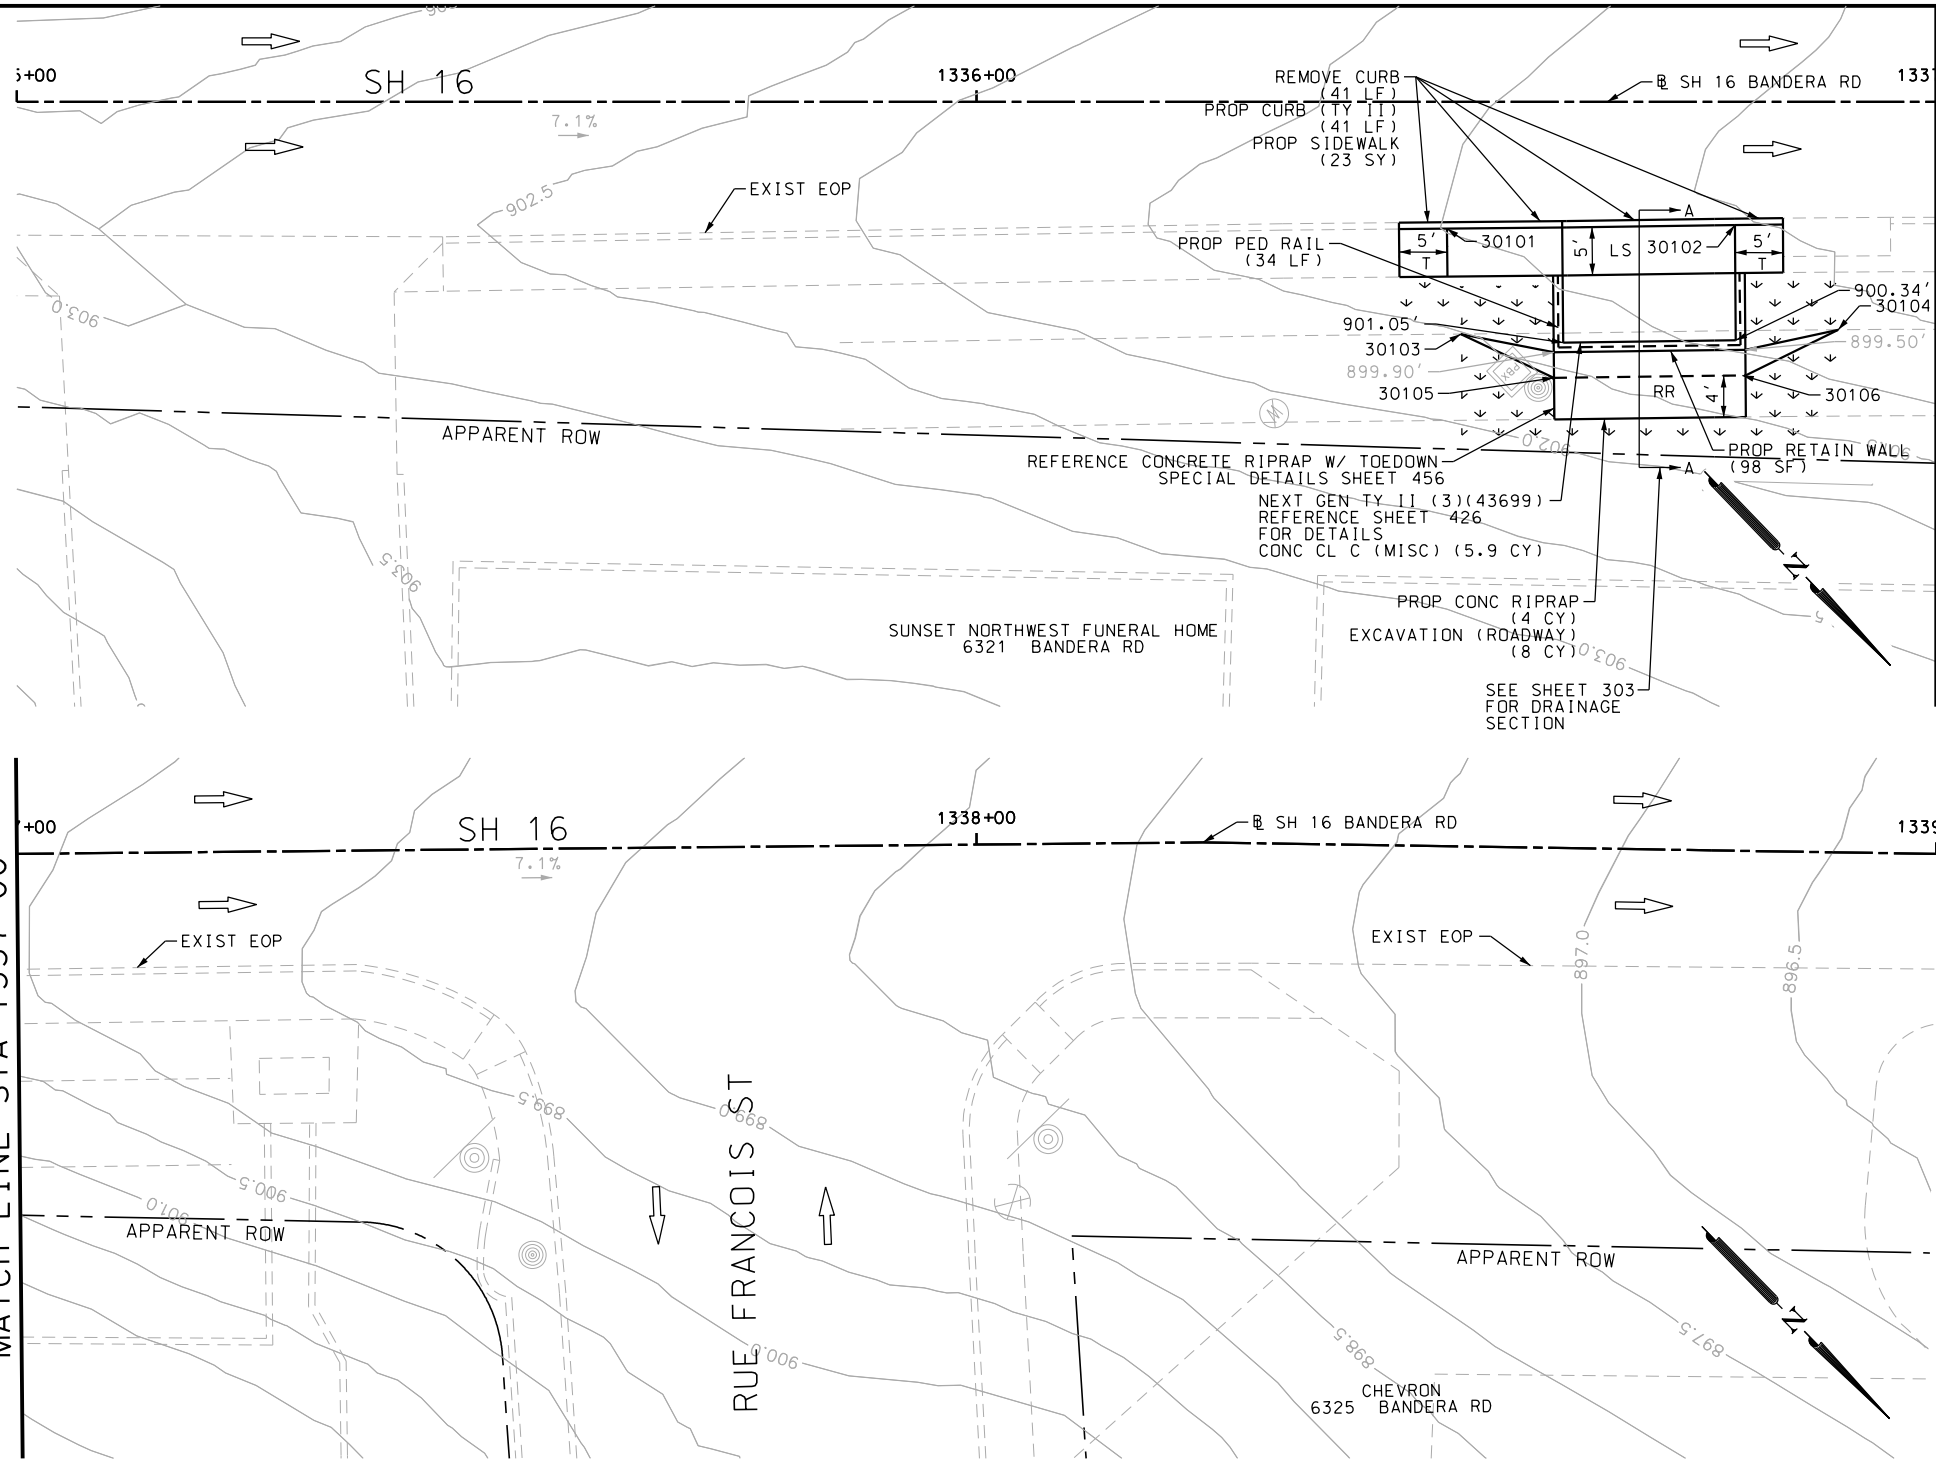 SH 16
1336+00
REMOVE CURB
(41 LF)
PROP CURB (TY II)
(41 LF)
PROP SIDEWALK
(23 SY)
℄ SH 16 BANDERA RD
7.1%
902.5
EXIST EOP
A
PROP PED RAIL
(34 LF)
5'
T
30101
5'
LS
30102
5'
T
903.0
901.05'
30103
899.90'
30105
900.34'
30104
899.50'
30106
RR
4'
PBX
W
APPARENT ROW
902.0
PROP RETAIN WALL
(98 SF)
A
REFERENCE CONCRETE RIPRAP W/ TOEDOWN
SPECIAL DETAILS SHEET 456
NEXT GEN TY II (3)(43699)
REFERENCE SHEET 426
FOR DETAILS
CONC CL C (MISC) (5.9 CY)
903.5
N
PROP CONC RIPRAP
(4 CY)
EXCAVATION (ROADWAY)
(8 CY)
903.0
SUNSET NORTHWEST FUNERAL HOME
6321 BANDERA RD
SEE SHEET 303
FOR DRAINAGE
SECTION
+00
SH 16
1338+00
℄ SH 16 BANDERA RD
7.1%
EXIST EOP
EXIST EOP
897.0
896.5
899.5
899.0
900.5
901.0
APPARENT ROW
RUE FRANCOIS ST
APPARENT ROW
900.0
898.5
897.5
N
CHEVRON
6325 BANDERA RD